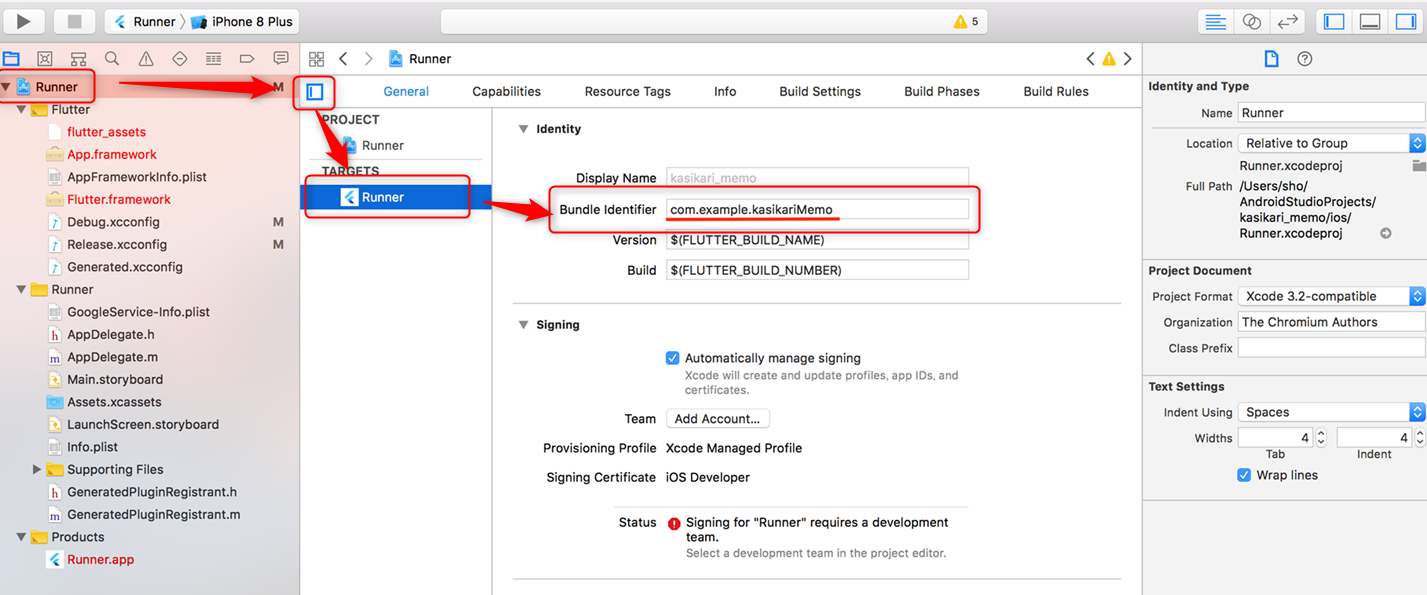 Runner
iPhone 8 Plus
5
Runner
Runner
M
Flutter
flutter_assets
App.framework
AppFrameworkInfo.plist
Flutter.framework
Debug.xcconfig
M
Release.xcconfig
M
Generated.xcconfig
Runner
GoogleService-Info.plist
h AppDelegate.h
m AppDelegate.m
Main.storyboard
Assets.xcassets
LaunchScreen.storyboard
Info.plist
Supporting Files
h GeneratedPluginRegistrant.h
m GeneratedPluginRegistrant.m
Products
Runner.app
General Capabilities Resource Tags Info Build Settings Build Phases Build Rules
PROJECT
Runner
TARGETS
Runner
Identity
Display Name kasikari_memo
Bundle Identifier com.example.kasikariMemo
Version $(FLUTTER_BUILD_NAME)
Build $(FLUTTER_BUILD_NUMBER)
Signing
Automatically manage signing
Xcode will create and update profiles, app IDs, and
certificates.
Team Add Account...
Provisioning Profile Xcode Managed Profile
Signing Certificate iOS Developer
Status Signing for "Runner" requires a development
team.
Select a development team in the project editor.
Identity and Type
Name Runner
Location Relative to Group
Runner.xcodeproj
Full Path /Users/sho/
AndroidStudioProjects/
kasikari_memo/ios/
Runner.xcodeproj
Project Document
Project Format Xcode 3.2-compatible
Organization The Chromium Authors
Class Prefix
Text Settings
Indent Using Spaces
Widths 4 4
Tab Indent
Wrap lines